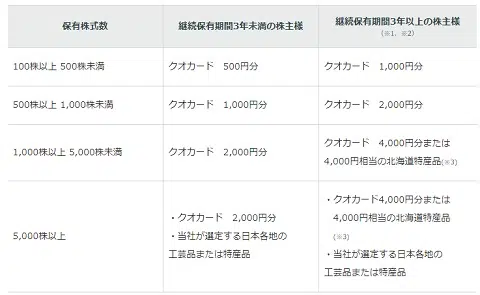 保有株式数
継続保有期間3年未満の株主様
継続保有期間3年以上の株主様
(※1、※2)
100株以上 500株未満
クオカード 500円分
クオカード 1,000円分
500株以上 1,000株未満
クオカード 1,000円分
クオカード 2,000円分
1,000株以上 5,000株未満
クオカード 2,000円分
クオカード 4,000円分または
4,000円相当の北海道特産品(※3)
5,000株以上
・クオカード 2,000円分
・当社が選定する日本各地の
工芸品または特産品
・クオカード4,000円分または
4,000円相当の北海道特産品
(※3)
・当社が選定する日本各地の
工芸品または特産品